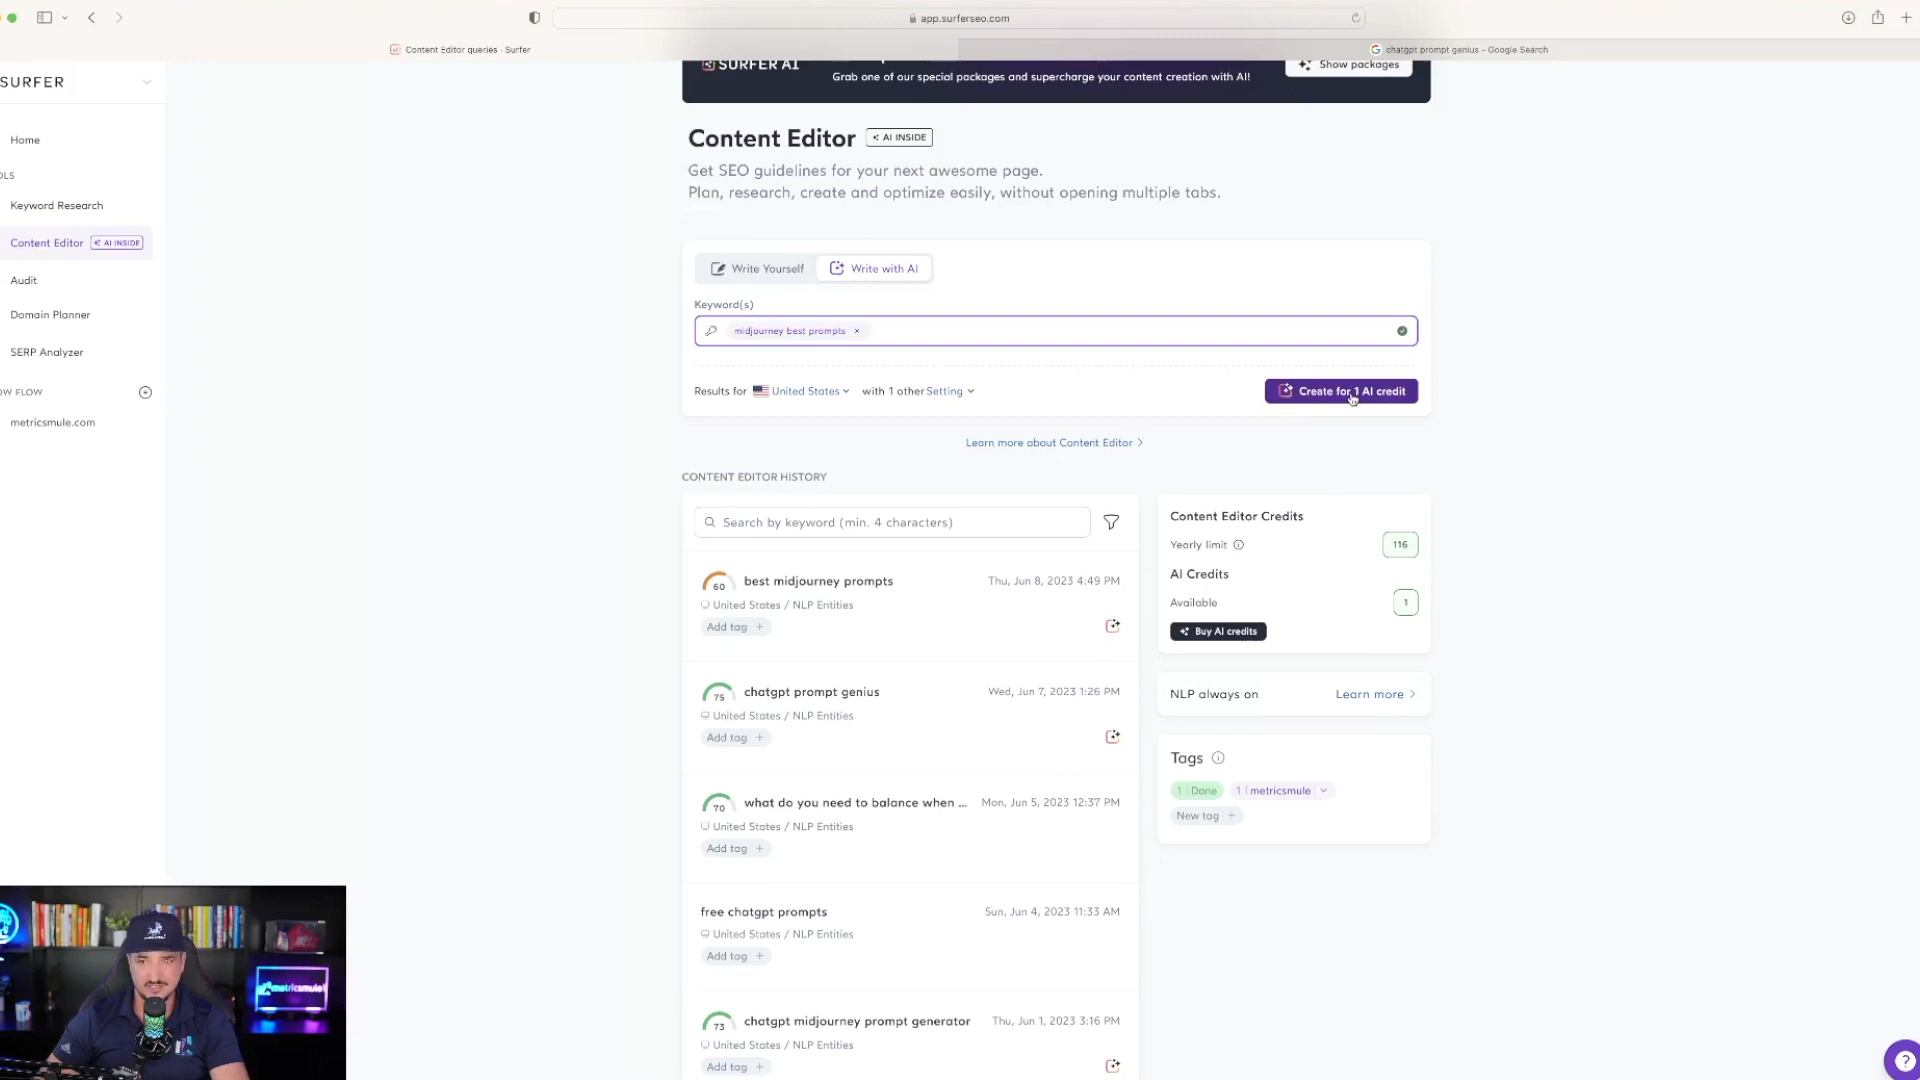 app.surferseo.com
Content Editor queries - Surfer
chatgpt prompt genius - Google Search
SURFER
Home
OLS
Keyword Research
Content Editor AI INSIDE
Audit
Domain Planner
SERP Analyzer
OW FLOW
metricsmule.com
SURFER AI
Grab one of our special packages and supercharge your content creation with AI!
Show packages
Content Editor AI INSIDE
Get SEO guidelines for your next awesome page.
Plan, research, create and optimize easily, without opening multiple tabs.
Write Yourself Write with AI
Keyword(s)
midjourney best prompts ×
Results for United States with 1 other Setting
Create for 1 AI credit
Learn more about Content Editor >
CONTENT EDITOR HISTORY
Search by keyword (min. 4 characters)
60 best midjourney prompts Thu, Jun 8, 2023 4:49 PM
United States / NLP Entities
Add tag +
75 chatgpt prompt genius Wed, Jun 7, 2023 1:26 PM
United States / NLP Entities
Add tag +
70 what do you need to balance when ... Mon, Jun 5, 2023 12:37 PM
United States / NLP Entities
Add tag +
free chatgpt prompts Sun, Jun 4, 2023 11:33 AM
United States / NLP Entities
Add tag +
73 chatgpt midjourney prompt generator Thu, Jun 1, 2023 3:16 PM
United States / NLP Entities
Add tag +
Content Editor Credits
Yearly limit 116
AI Credits
Available 1
Buy AI credits
NLP always on Learn more >
Tags
1 | Done 1 | metricsmule
New tag +
metricsmule
?